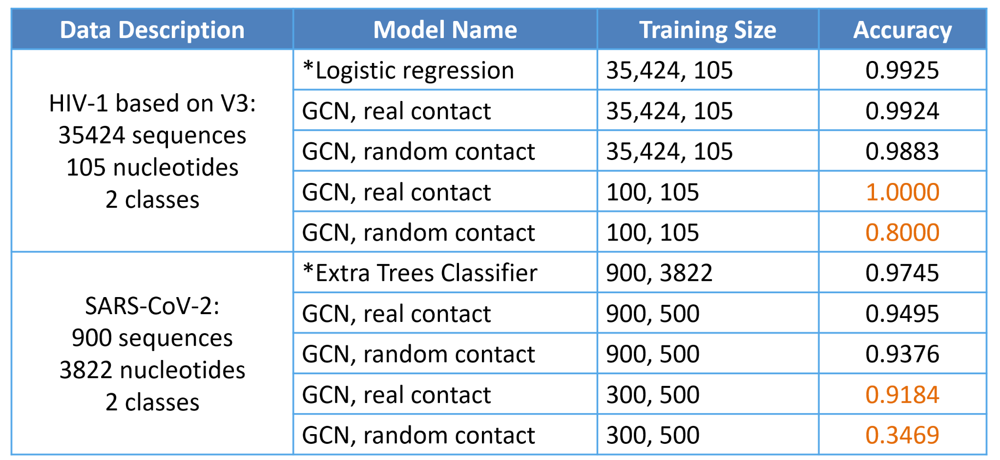 Data Description Model Name Training Size Accuracy
HIV-1 based on V3:
35424 sequences
105 nucleotides
2 classes
*Logistic regression 35,424, 105 0.9925
GCN, real contact 35,424, 105 0.9924
GCN, random contact 35,424, 105 0.9883
GCN, real contact 100, 105 1.0000
GCN, random contact 100, 105 0.8000
SARS-CoV-2:
900 sequences
3822 nucleotides
2 classes
*Extra Trees Classifier 900, 3822 0.9745
GCN, real contact 900, 500 0.9495
GCN, random contact 900, 500 0.9376
GCN, real contact 300, 500 0.9184
GCN, random contact 300, 500 0.3469